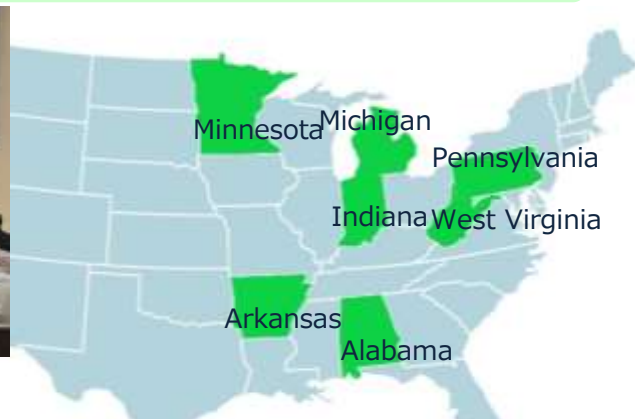 Minnesota
Michigan
Pennsylvania
Indiana
West Virginia
Arkansas
Alabama